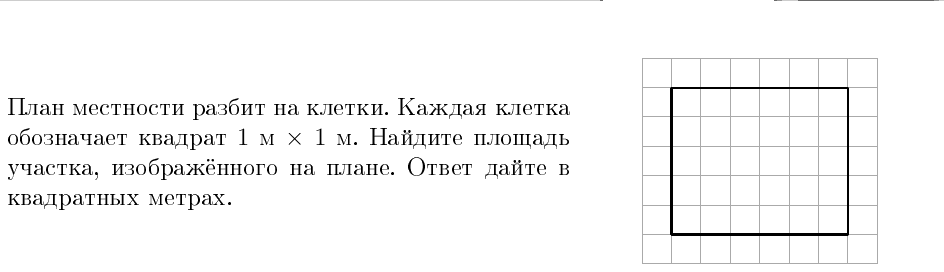 План местности разбит на клетки. Каждая клетка
обозначает квадрат 1 м × 1 м. Найдите площадь
участка, изображённого на плане. Ответ дайте в
квадратных метрах.